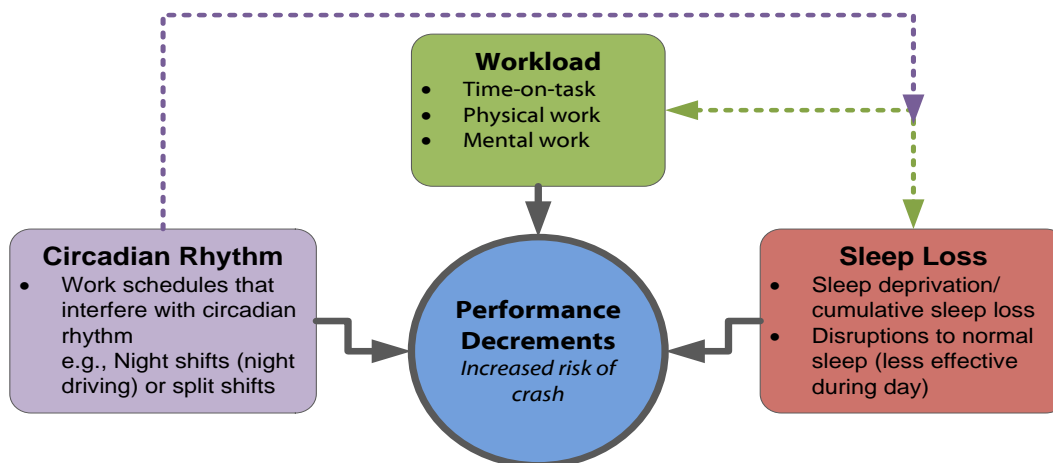 Workload
• Time-on-task
• Physical work
• Mental work
Circadian Rhythm
• Work schedules that
interfere with circadian
rhythm
e.g., Night shifts (night
driving) or split shifts
Performance
Decrements
Increased risk of
crash
Sleep Loss
• Sleep deprivation/
cumulative sleep loss
• Disruptions to normal
sleep (less effective
during day)